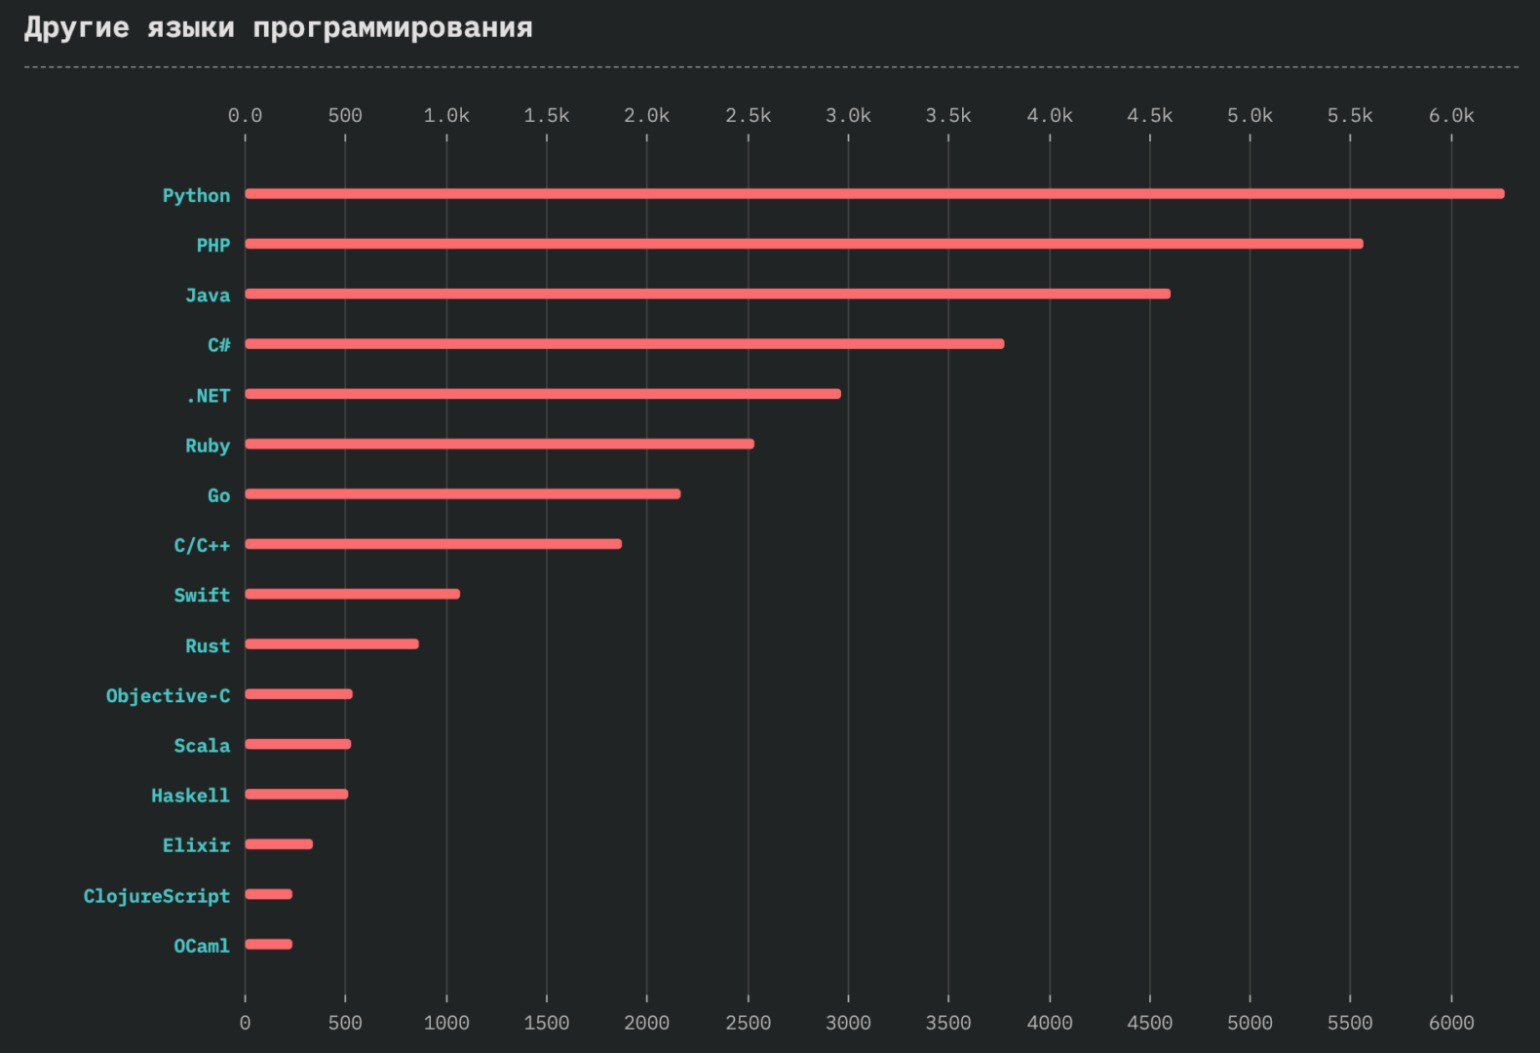 Другие языки программирования
0.0 500 1.0k 1.5k 2.0k 2.5k 3.0k 3.5k 4.0k 4.5k 5.0k 5.5k 6.0k
Python
PHP
Java
C#
.NET
Ruby
Go
C/C++
Swift
Rust
Objective-C
Scala
Haskell
Elixir
ClojureScript
OCaml
0 500 1000 1500 2000 2500 3000 3500 4000 4500 5000 5500 6000